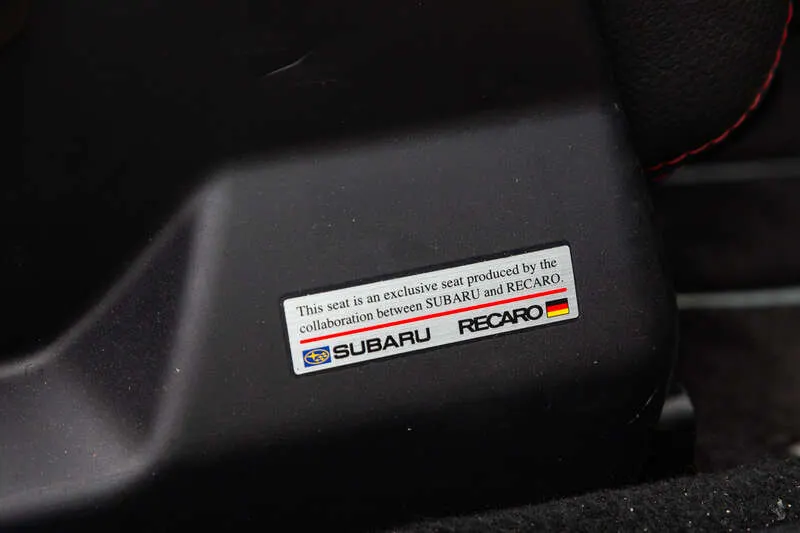 This seat is an exclusive seat produced by the
collaboration between SUBARU and RECARO.
SUBARU RECARO